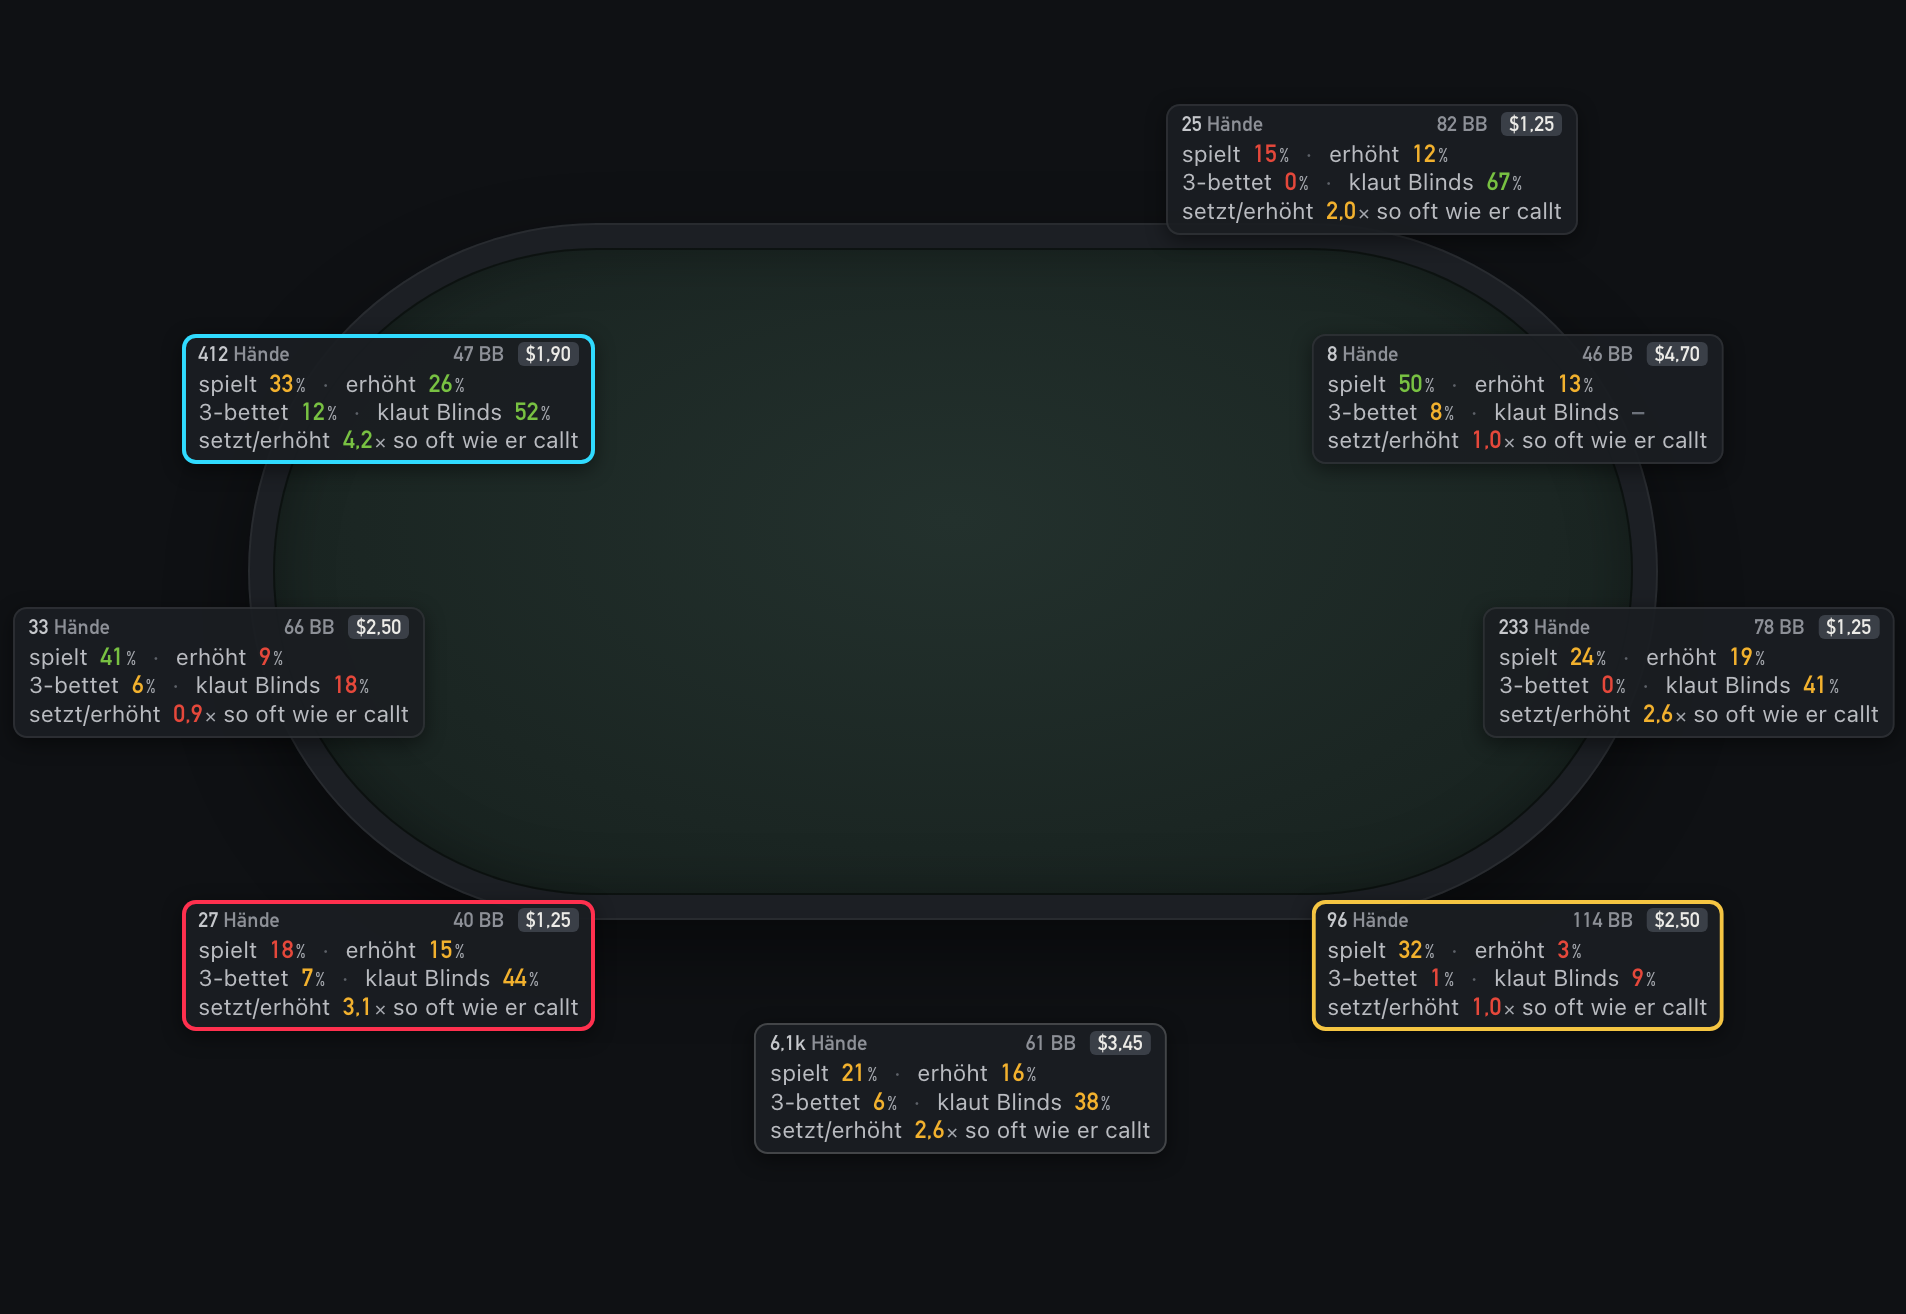 25 Hände 82 BB $1,25
spielt 15% · erhöht 12%
3-bettet 0% · klaut Blinds 67%
setzt/erhöht 2,0× so oft wie er callt
412 Hände 47 BB $1,90
spielt 33% · erhöht 26%
3-bettet 12% · klaut Blinds 52%
setzt/erhöht 4,2× so oft wie er callt
8 Hände 46 BB $4,70
spielt 50% · erhöht 13%
3-bettet 8% · klaut Blinds –
setzt/erhöht 1,0× so oft wie er callt
33 Hände 66 BB $2,50
spielt 41% · erhöht 9%
3-bettet 6% · klaut Blinds 18%
setzt/erhöht 0,9× so oft wie er callt
233 Hände 78 BB $1,25
spielt 24% · erhöht 19%
3-bettet 0% · klaut Blinds 41%
setzt/erhöht 2,6× so oft wie er callt
27 Hände 40 BB $1,25
spielt 18% · erhöht 15%
3-bettet 7% · klaut Blinds 44%
setzt/erhöht 3,1× so oft wie er callt
96 Hände 114 BB $2,50
spielt 32% · erhöht 3%
3-bettet 1% · klaut Blinds 9%
setzt/erhöht 1,0× so oft wie er callt
6,1k Hände 61 BB $3,45
spielt 21% · erhöht 16%
3-bettet 6% · klaut Blinds 38%
setzt/erhöht 2,6× so oft wie er callt